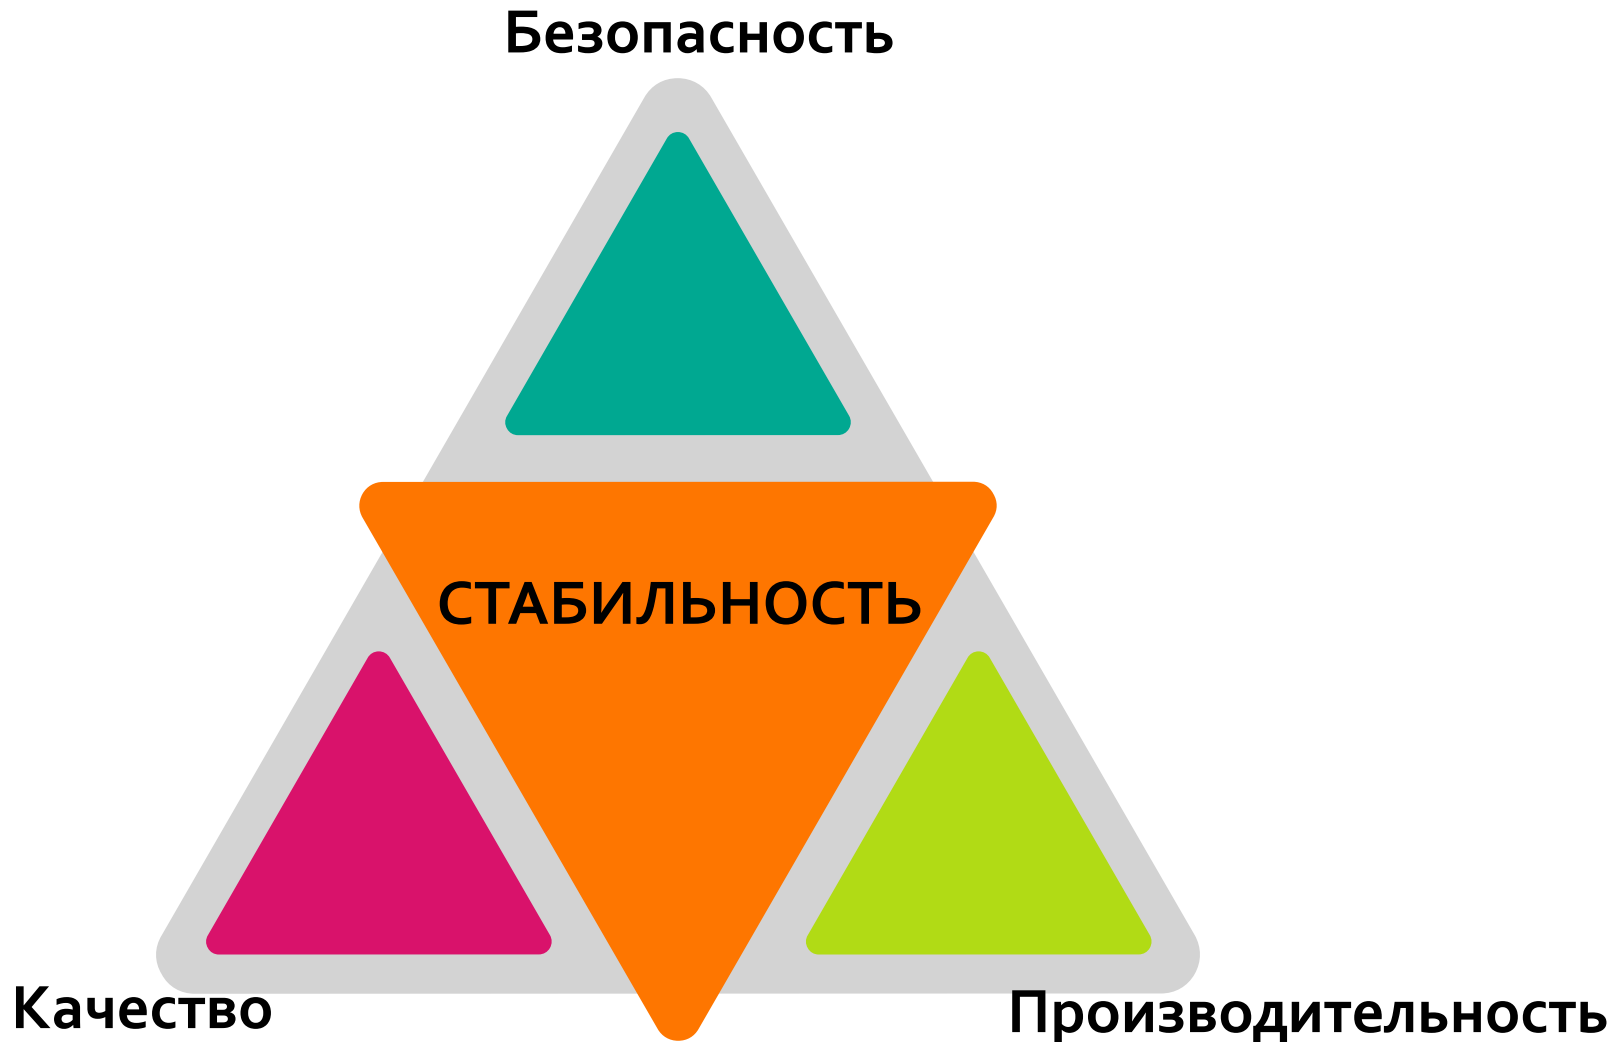 Безопасность
СТАБИЛЬНОСТЬ
Качество
Производительность